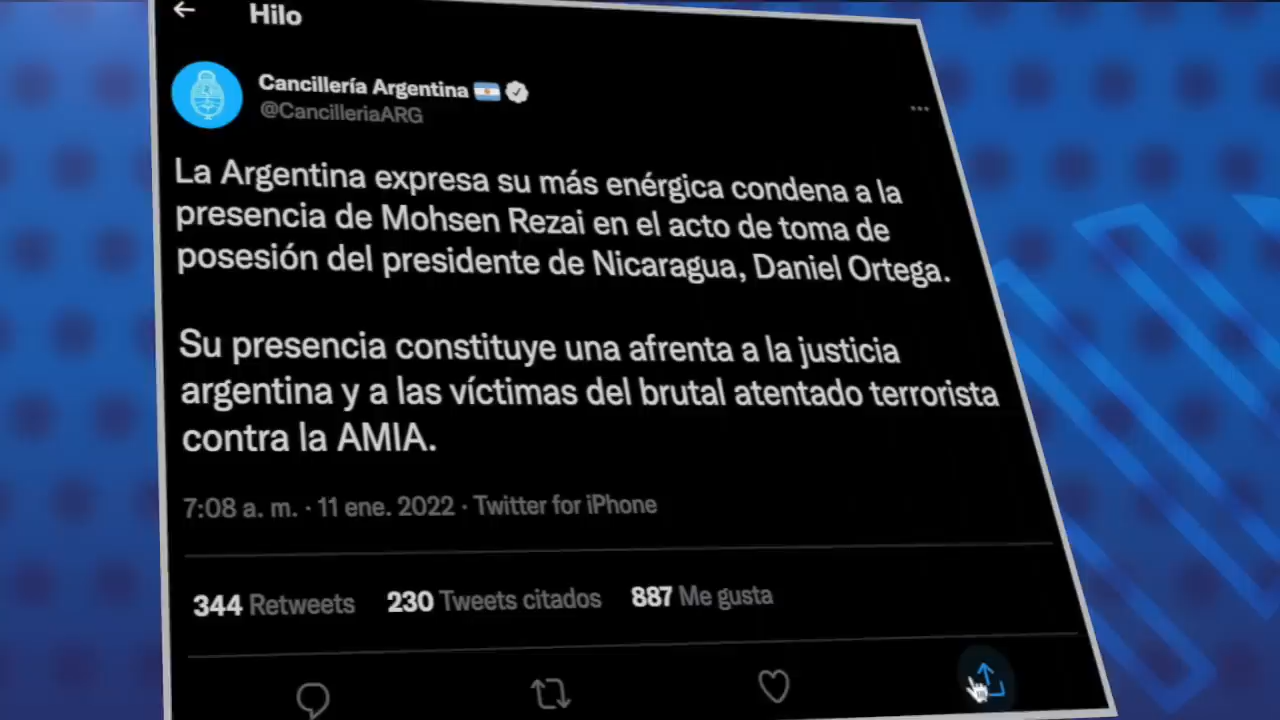 Hilo
Cancillería Argentina
@CancilleriaARG
La Argentina expresa su más enérgica condena a la
presencia de Mohsen Rezai en el acto de toma de
posesión del presidente de Nicaragua, Daniel Ortega.
Su presencia constituye una afrenta a la justicia
argentina y a las víctimas del brutal atentado terrorista
contra la AMIA.
7:08 a. m. · 11 ene. 2022 · Twitter for iPhone
344 Retweets 230 Tweets citados 887 Me gusta